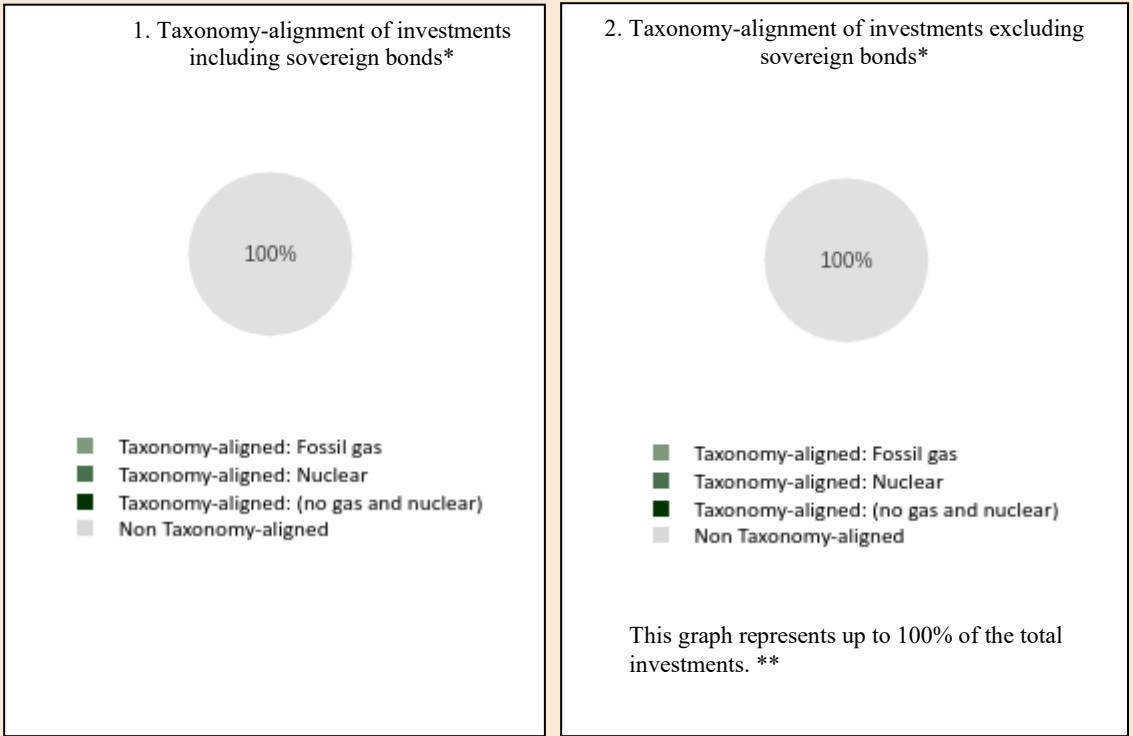 1. Taxonomy-alignment of investments
including sovereign bonds*
100%
Taxonomy-aligned: Fossil gas
Taxonomy-aligned: Nuclear
Taxonomy-aligned: (no gas and nuclear)
Non Taxonomy-aligned
2. Taxonomy-alignment of investments excluding
sovereign bonds*
100%
Taxonomy-aligned: Fossil gas
Taxonomy-aligned: Nuclear
Taxonomy-aligned: (no gas and nuclear)
Non Taxonomy-aligned
This graph represents up to 100% of the total
investments. **